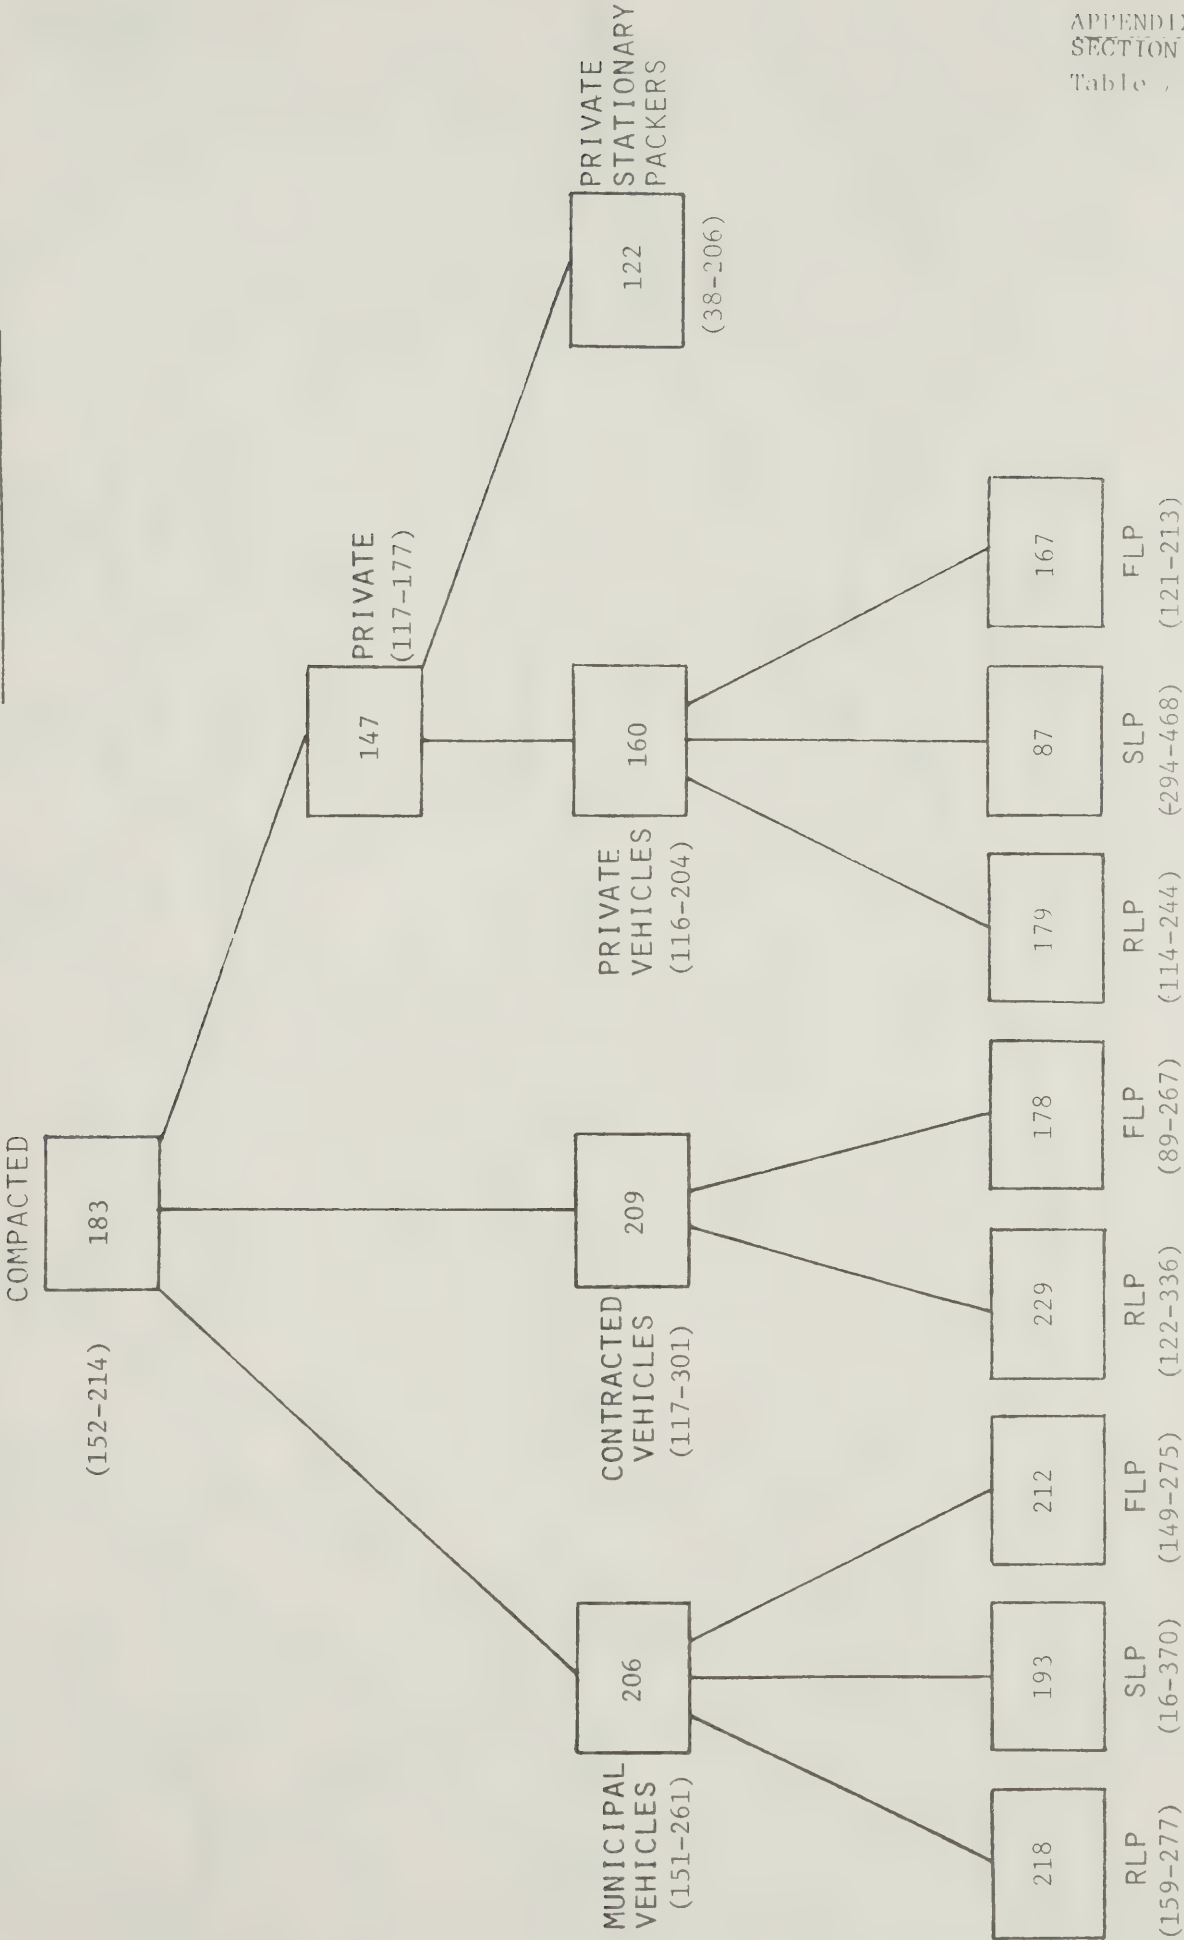 APPENDIX
SECTION
Table
COMPACTED
183
(152-214)
PRIVATE
(117-177)
147
MUNICIPAL
VEHICLES
(151-261)
206
CONTRACTED
VEHICLES
(117-301)
209
PRIVATE
VEHICLES
(116-204)
160
PRIVATE
STATIONARY
PACKERS
122
(38-206)
218
RLP
(159-277)
193
SLP
(16-370)
212
FLP
(149-275)
229
RLP
(122-336)
178
FLP
(89-267)
179
RLP
(114-244)
87
SLP
(294-468)
167
FLP
(121-213)